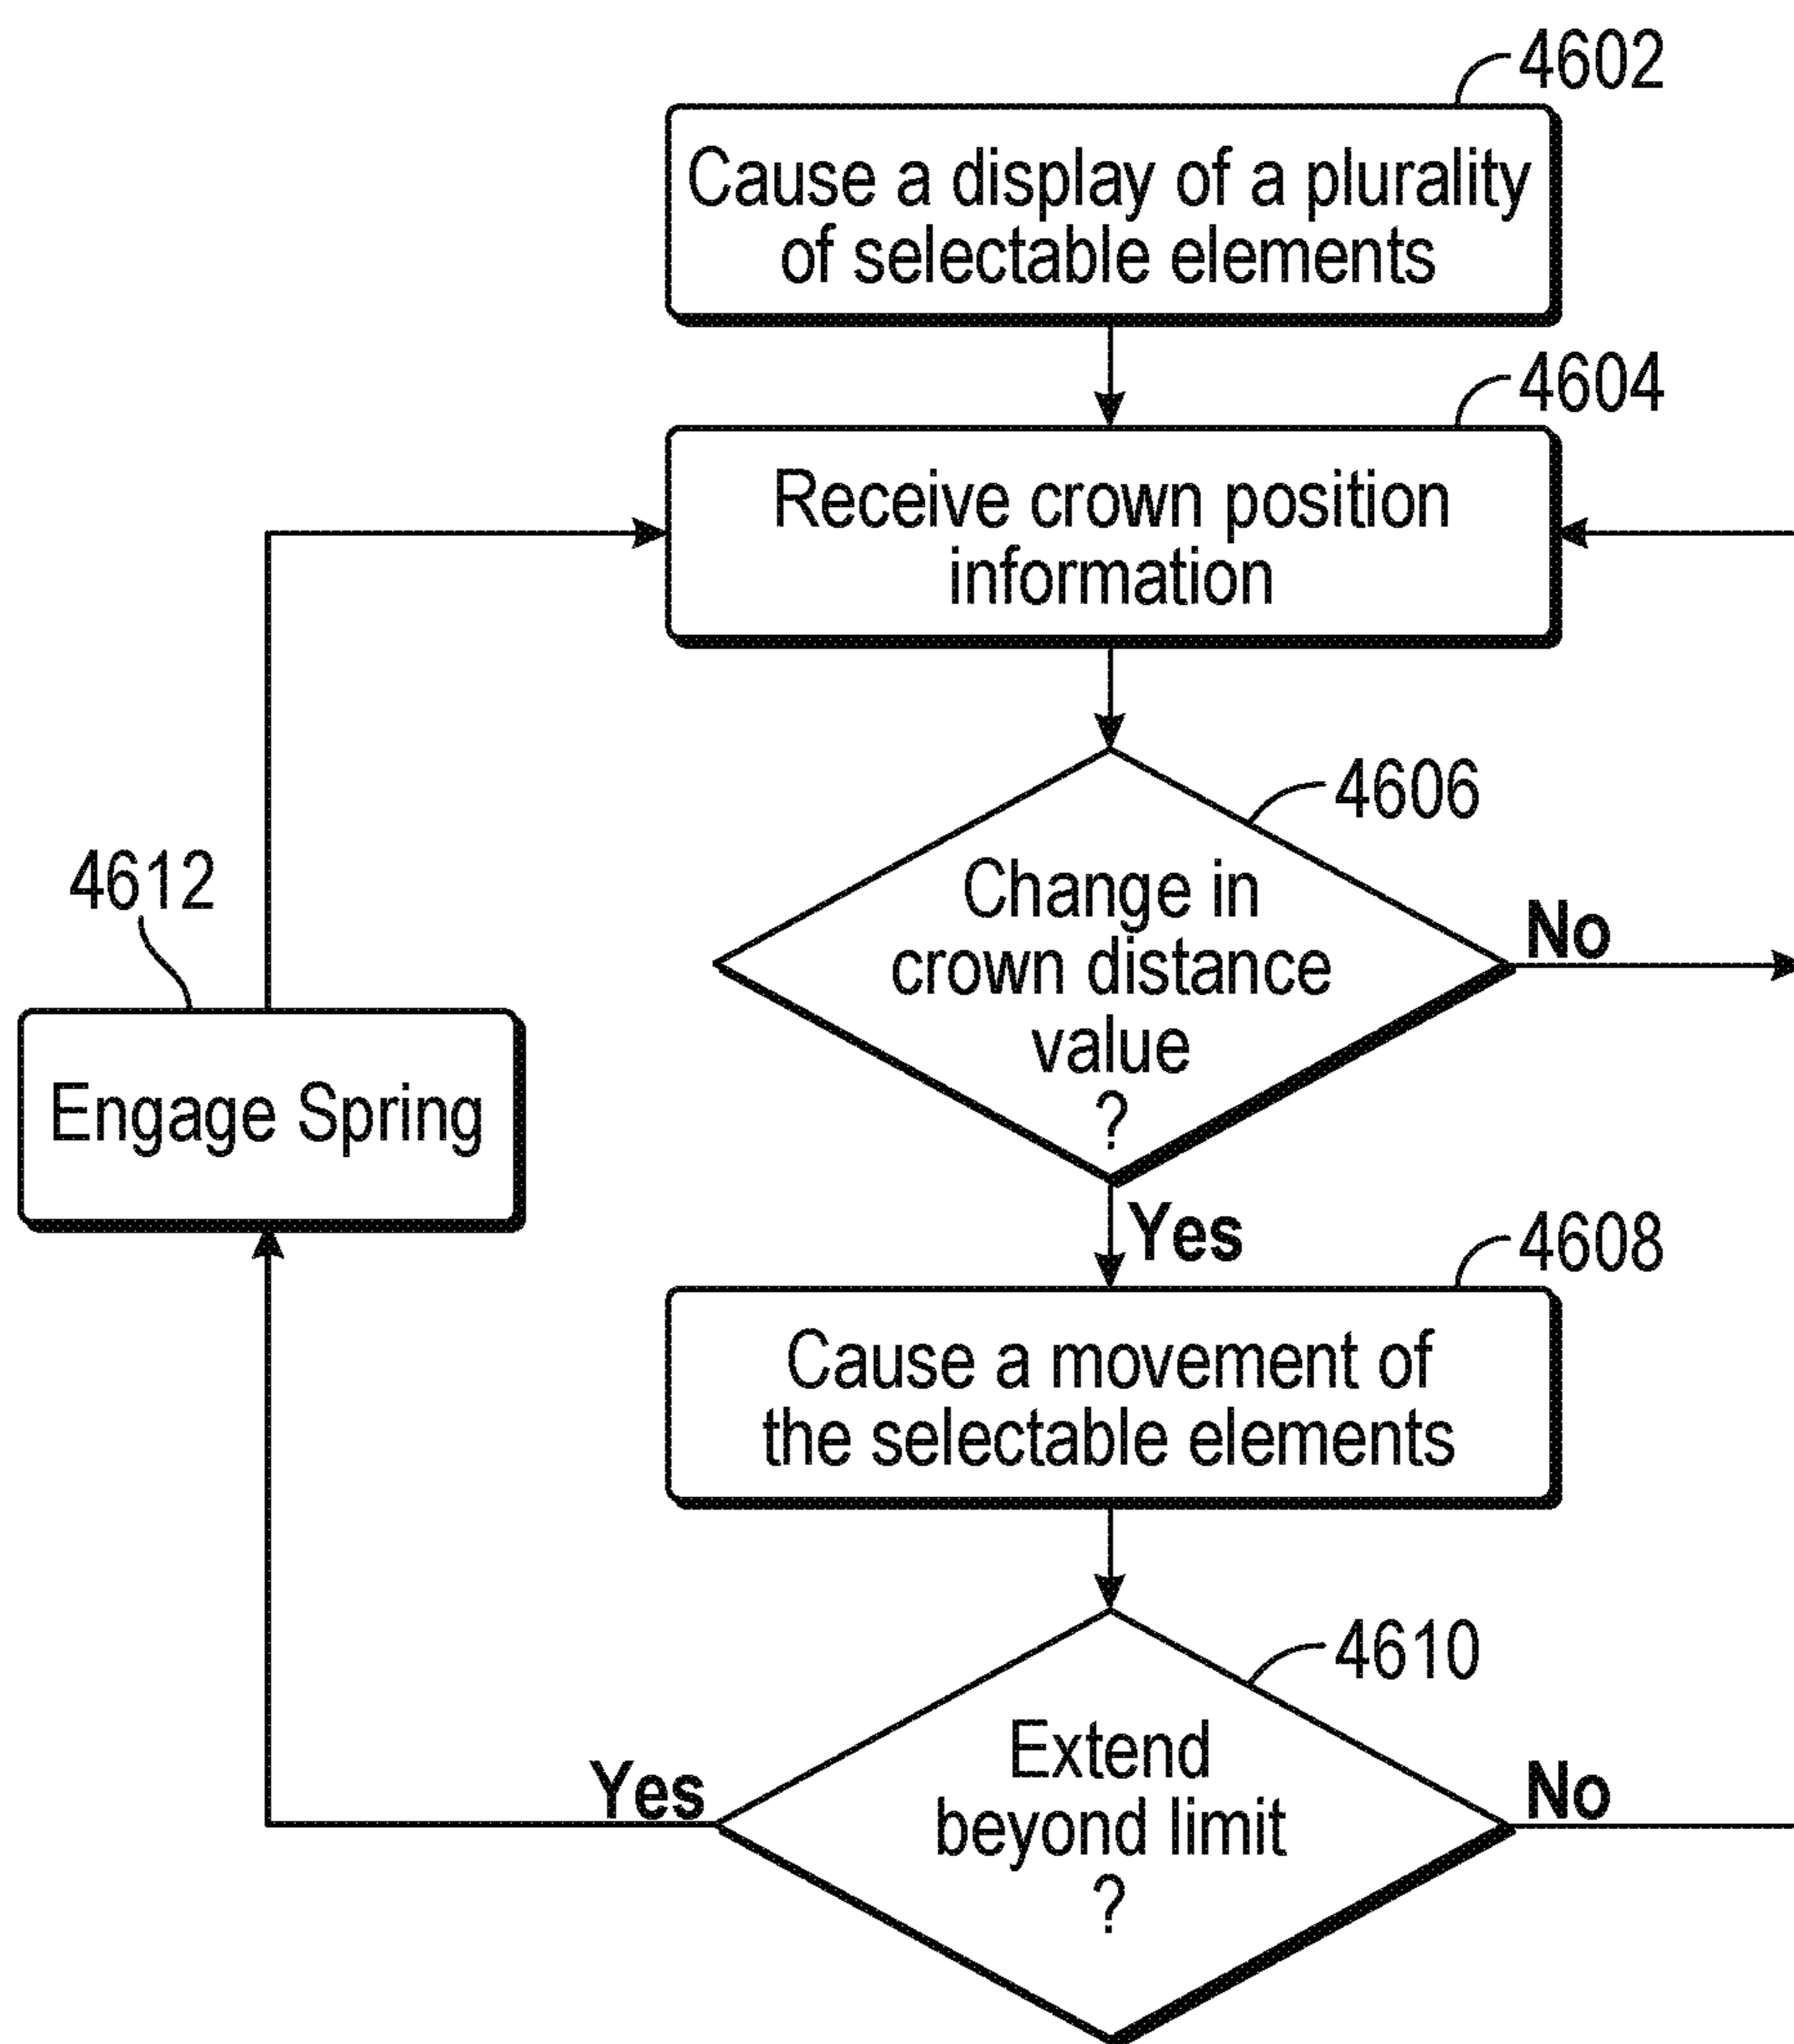 4602
Cause a display of a plurality
of selectable elements
4604
Receive crown position
information
4606
Change in
crown distance
value
?
No
4612
Engage Spring
Yes
4608
Cause a movement of
the selectable elements
4610
Extend
beyond limit
?
Yes
No